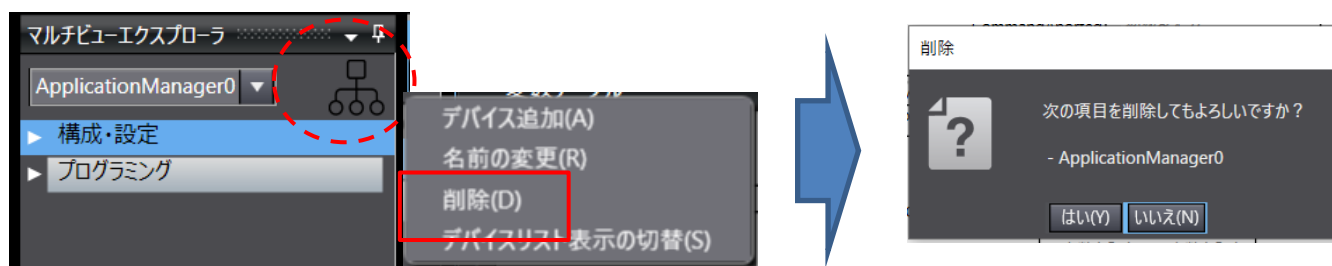 マルチビューエクスプローラ
ApplicationManager0
構成・設定
プログラミング
デバイス追加(A)
名前の変更(R)
削除(D)
デバイスリスト表示の切替(S)
削除
次の項目を削除してもよろしいですか？
- ApplicationManager0
はい(Y) いいえ(N)